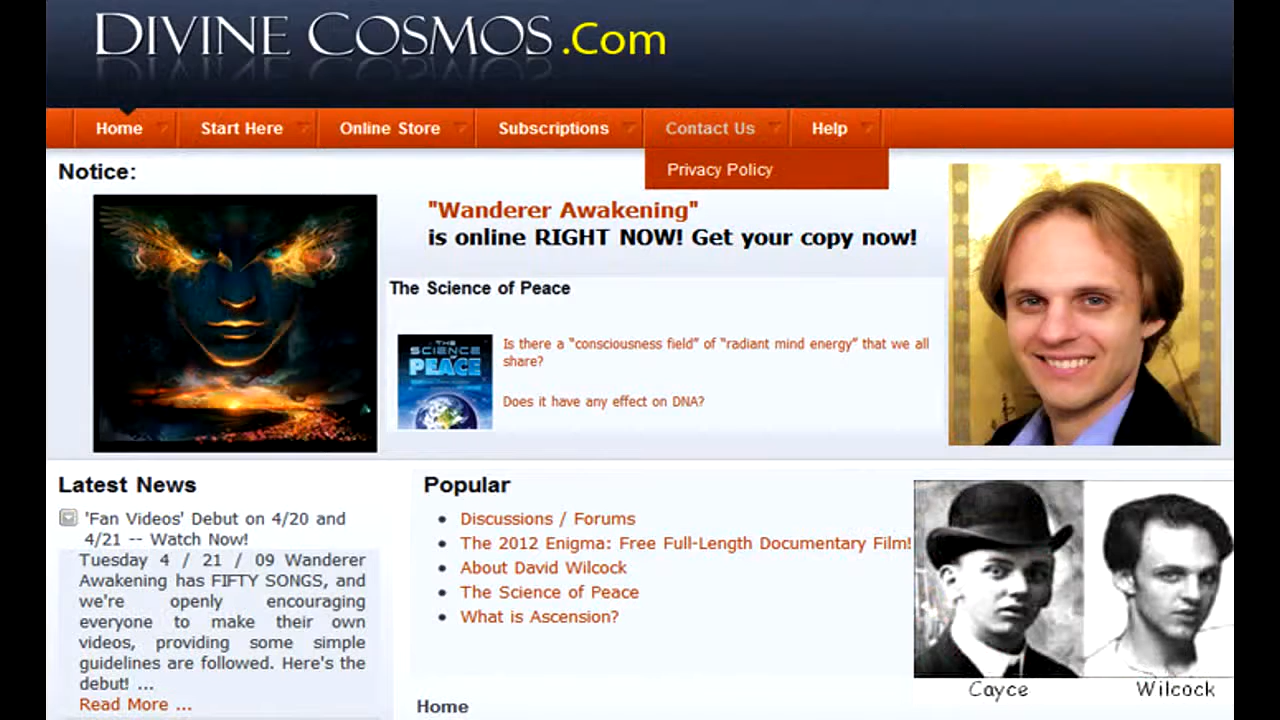 DIVINE COSMOS .Com
Home
Start Here
Online Store
Subscriptions
Contact Us
Help
Privacy Policy
Notice:
"Wanderer Awakening"
is online RIGHT NOW! Get your copy now!
The Science of Peace
THE
SCIENCE
OF
PEACE
Is there a “consciousness field” of “radiant mind energy” that we all
share?
Does it have any effect on DNA?
Latest News
'Fan Videos' Debut on 4/20 and
4/21 -- Watch Now!
Tuesday 4 / 21 / 09 Wanderer
Awakening has FIFTY SONGS, and
we're openly encouraging
everyone to make their own
videos, providing some simple
guidelines are followed. Here's the
debut! ...
Read More ...
Popular
• Discussions / Forums
• The 2012 Enigma: Free Full-Length Documentary Film!
• About David Wilcock
• The Science of Peace
• What is Ascension?
Cayce
Wilcock
Home